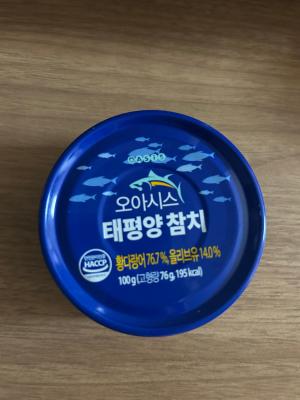 OASIS
오아시스
태평양 참치
황다랑어 76.7%, 올리브유 14.0%
100g (고형량 76g, 195 kcal)
HACCP